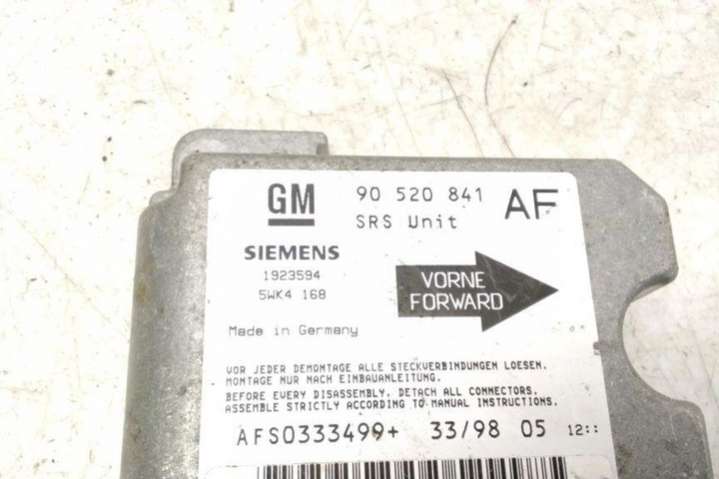 GM 90 520 841 AF
SRS Unit
SIEMENS
1923594
5WK4 168
VORNE
FORWARD
Made in Germany
VOR JEDER DEMONTAGE ALLE STECKVERBINDUNGEN LOESEN.
MONTAGE NUR NACH EINBAUANLEITUNG.
BEFORE EVERY DISASSEMBLY, DETACH ALL CONNECTORS.
ASSEMBLE STRICTLY ACCORDING TO MANUAL INSTRUCTIONS.
AFS0333499+ 33/98 05 12::